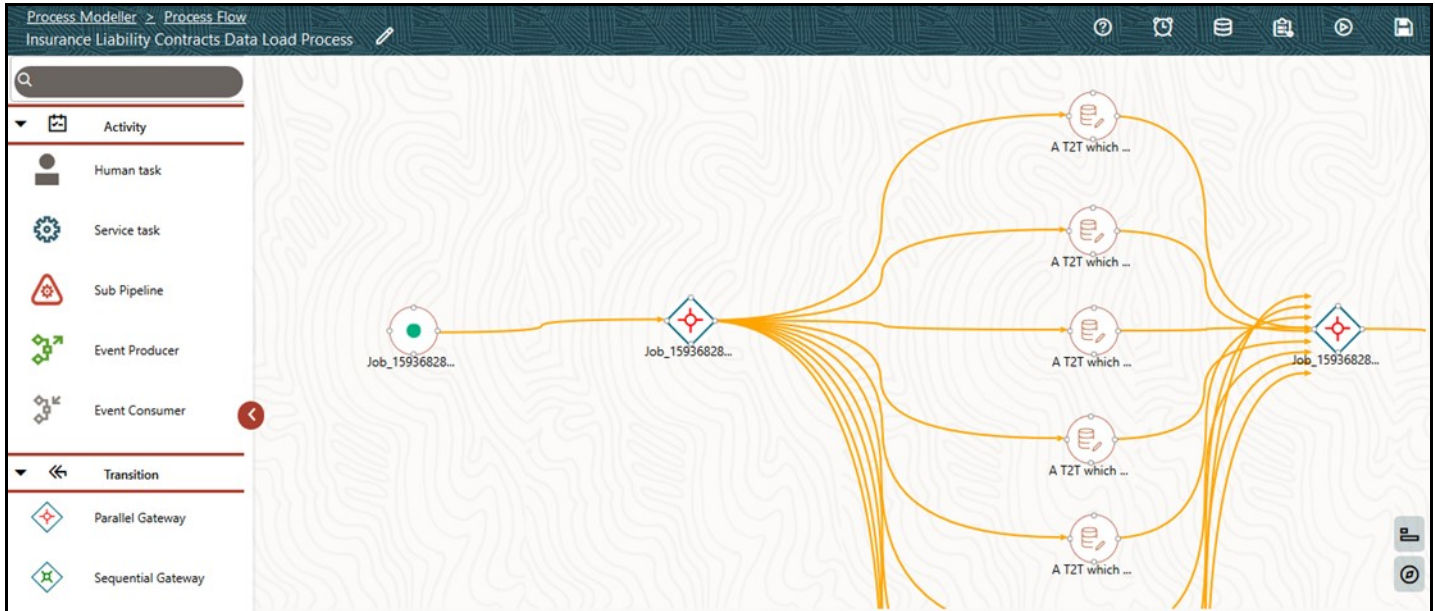 Process Modeller > Process Flow
Insurance Liability Contracts Data Load Process
Activity
Human task
Service task
Sub Pipeline
Event Producer
Event Consumer
Transition
Parallel Gateway
Sequential Gateway
Job_15936828...
Job_15936828...
A T2T which ...
A T2T which ...
A T2T which ...
A T2T which ...
A T2T which ...
Job_15936828...